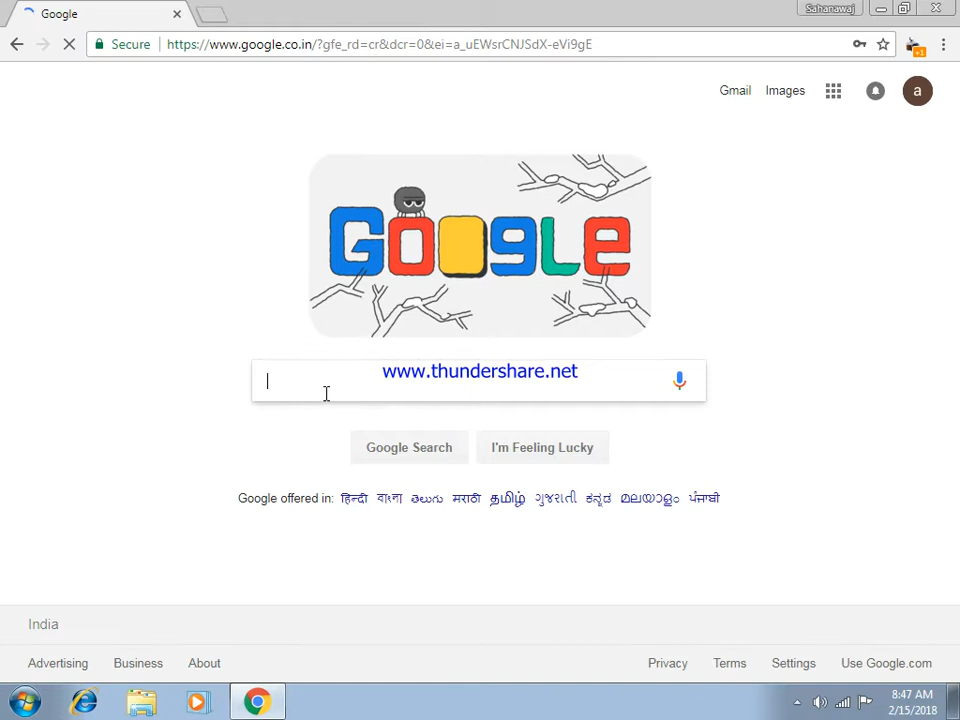 Google
Sahanawaj
Secure
https://www.google.co.in/?gfe_rd=cr&dcr=0&ei=a_uEWsrCNJSdX-eVi9gE
+1
Gmail Images
a
GOOGLE
www.thundershare.net
Google Search I'm Feeling Lucky
Google offered in: हिन्दी বাংলা తెలుగు मराठी தமிழ் ગુજરાતી ಕನ್ನಡ മലയാളം ਪੰਜਾਬੀ
India
Advertising Business About Privacy Terms Settings Use Google.com
8:47 AM
2/15/2018